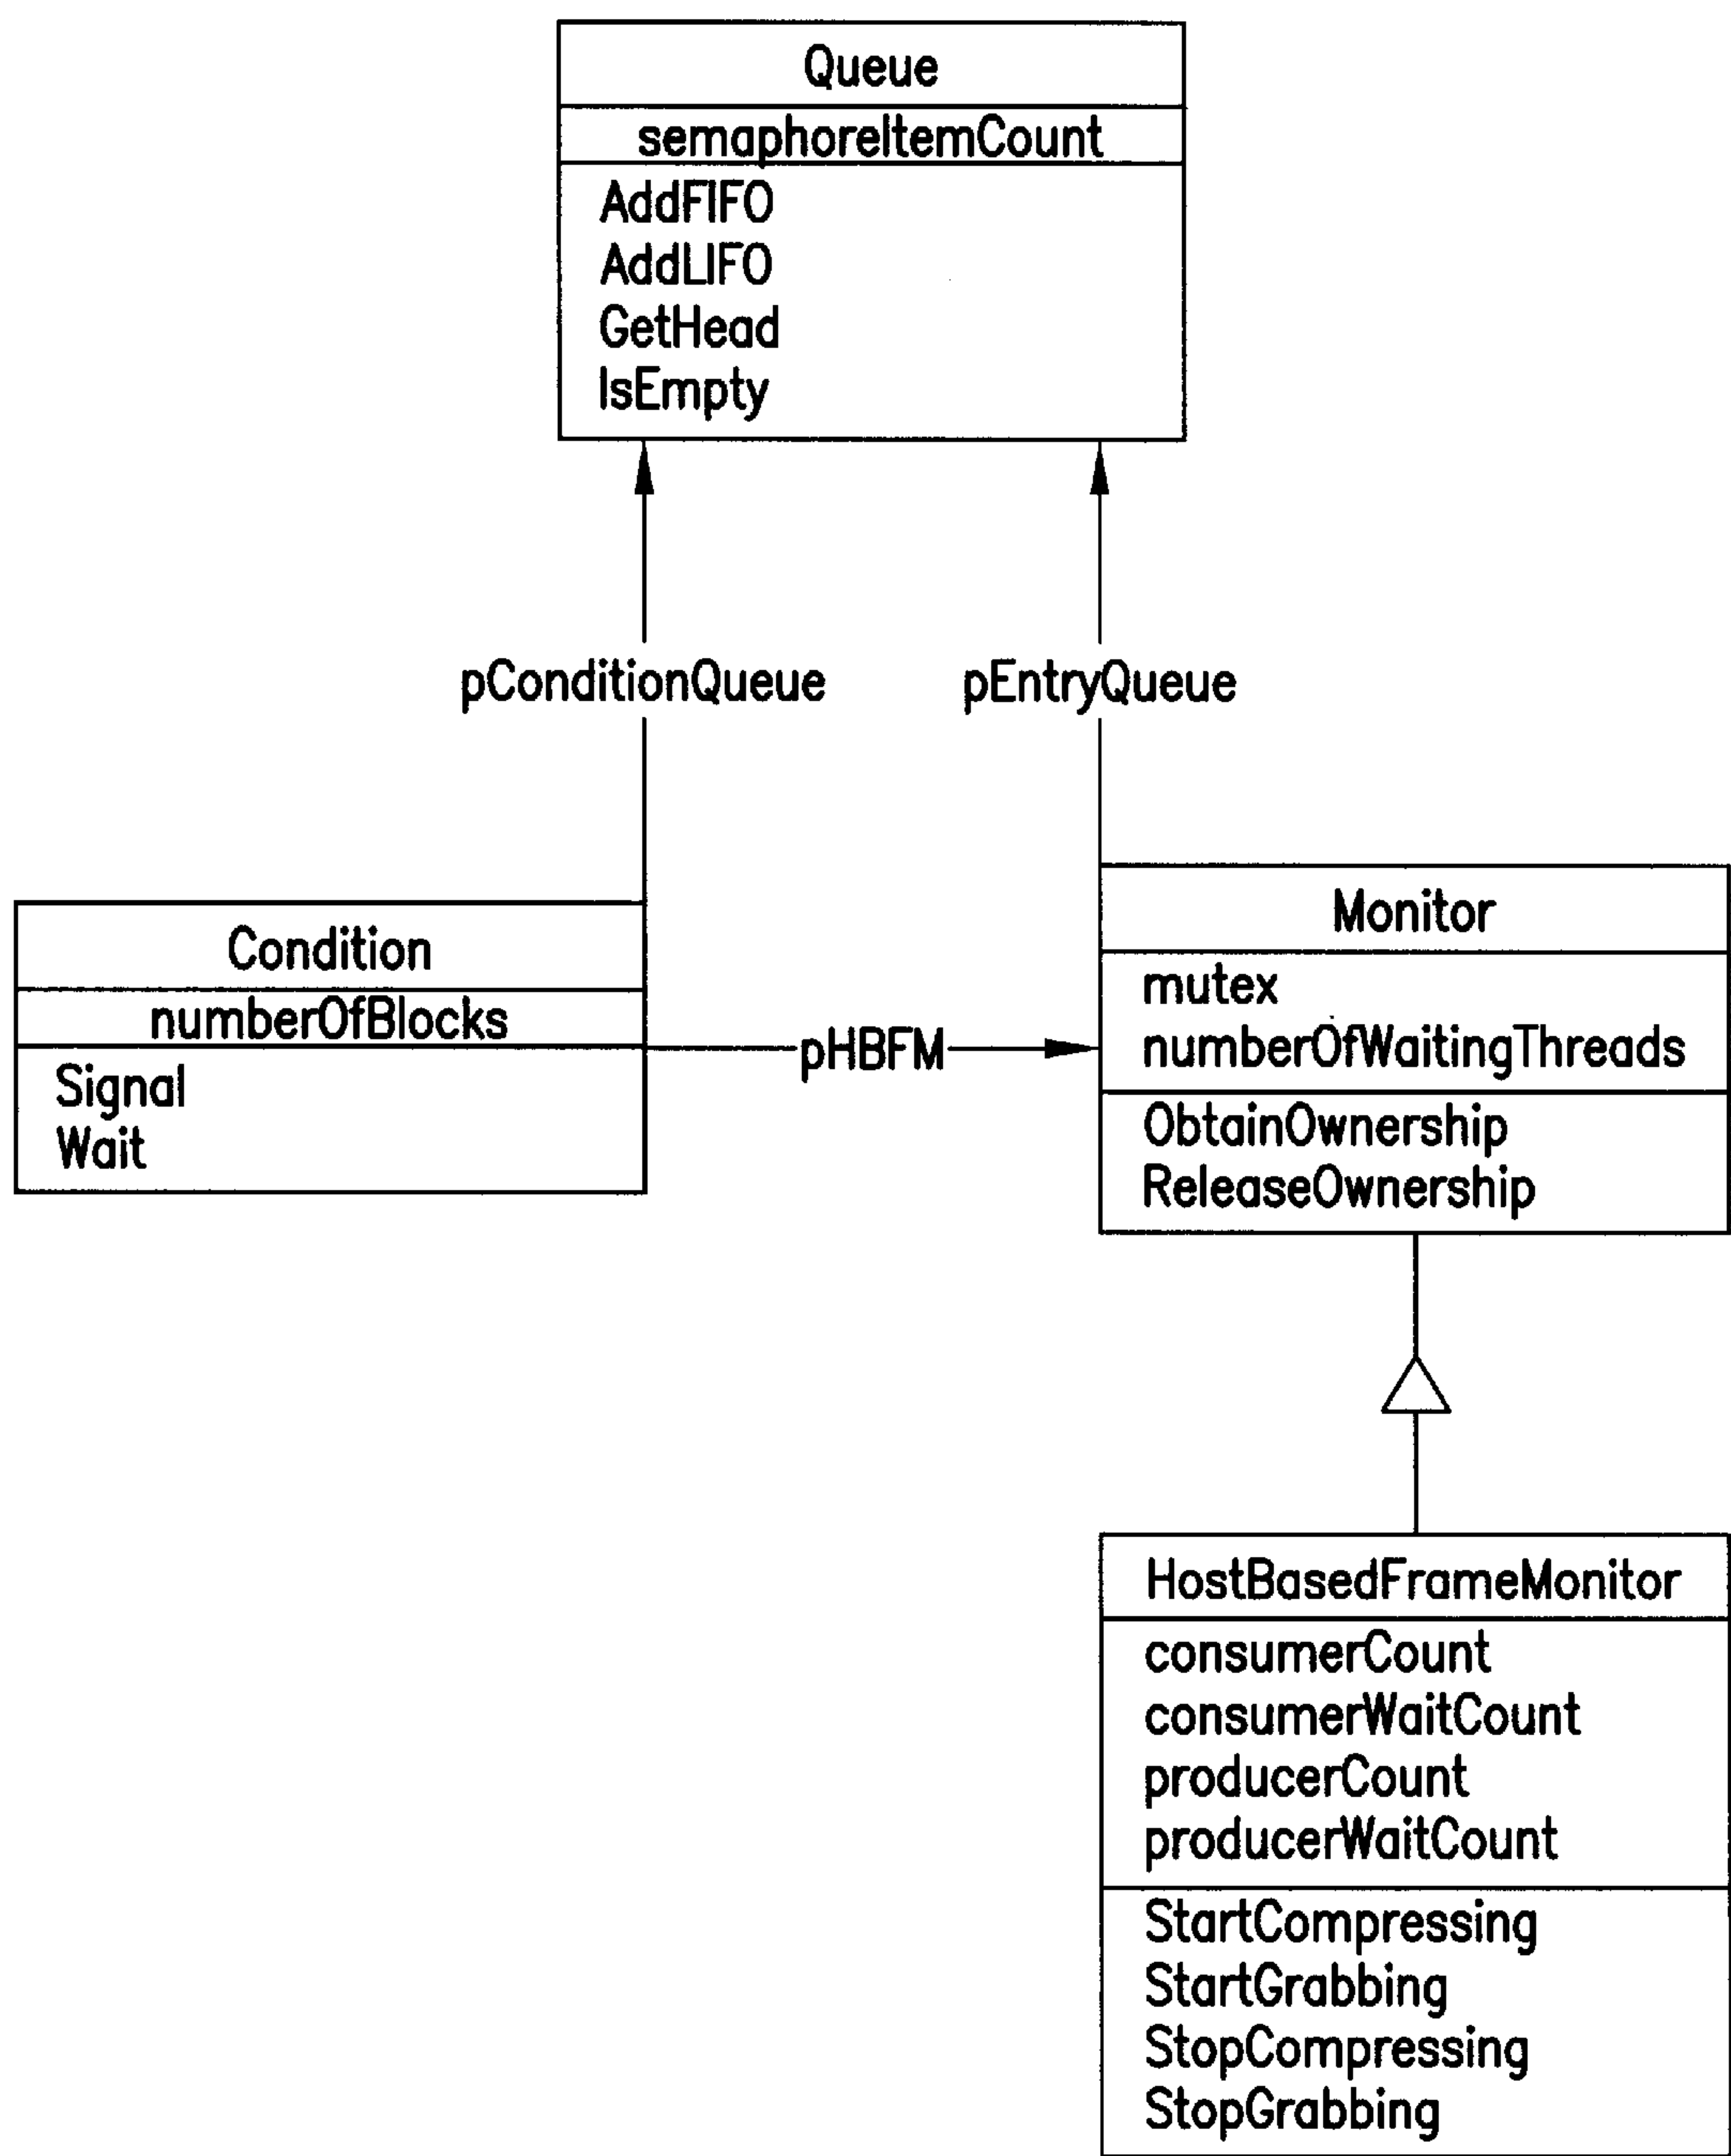 Queue
semaphoreItemCount
AddFIFO
AddLIFO
GetHead
IsEmpty
pConditionQueue
pEntryQueue
Condition
numberOfBlocks
Signal
Wait
pHBFM
Monitor
mutex
numberOfWaitingThreads
ObtainOwnership
ReleaseOwnership
HostBasedFrameMonitor
consumerCount
consumerWaitCount
producerCount
producerWaitCount
StartCompressing
StartGrabbing
StopCompressing
StopGrabbing